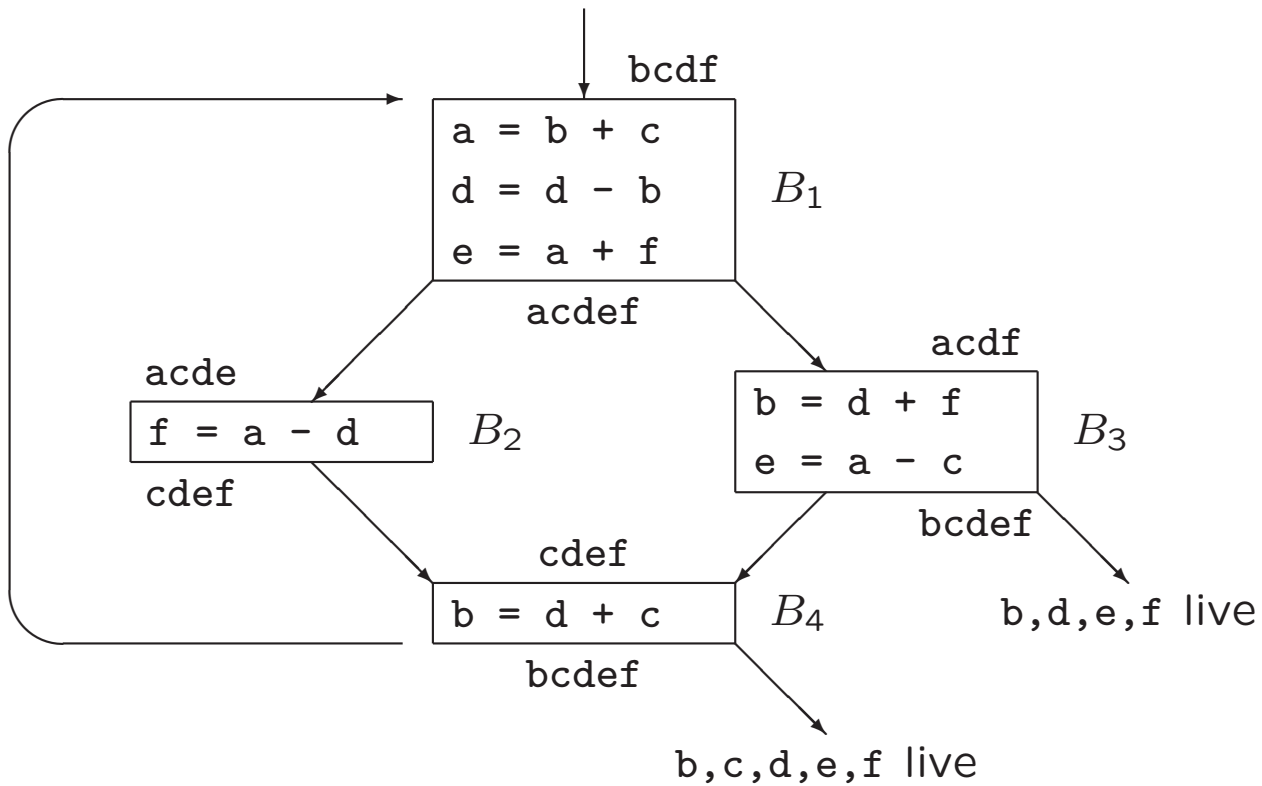 bcdf
a = b + c
d = d - b
e = a + f
B1
acdef
acde
f = a - d
B2
cdef
acdf
b = d + f
e = a - c
B3
bcdef
cdef
b = d + c
B4
bcdef
b,d,e,f live
b,c,d,e,f live